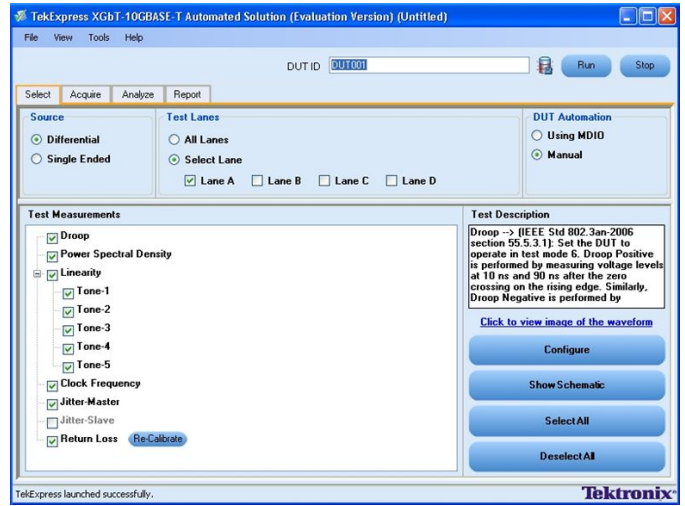 TekExpress XGbT-10GBASE-T Automated Solution (Evaluation Version) (Untitled)
File View Tools Help
DUT ID DUT001 Run Stop
Select Acquire Analyze Report
Source
Differential
Single Ended
Test Lanes
All Lanes
Select Lane
Lane A Lane B Lane C Lane D
DUT Automation
Using MDIO
Manual
Test Measurements
Droop
Power Spectral Density
Linearity
Tone-1
Tone-2
Tone-3
Tone-4
Tone-5
Clock Frequency
Jitter-Master
Jitter-Slave
Return Loss Re-Calibrate
Test Description
Droop --> (IEEE Std 802.3an-2006
section 55.5.3.1): Set the DUT to
operate in test mode 6. Droop Positive
is performed by measuring voltage levels
at 10 ns and 90 ns after the zero
crossing on the rising edge. Similarly,
Droop Negative is performed by
Click to view image of the waveform
Configure
Show Schematic
Select All
Deselect All
TekExpress launched successfully.
Tektronix